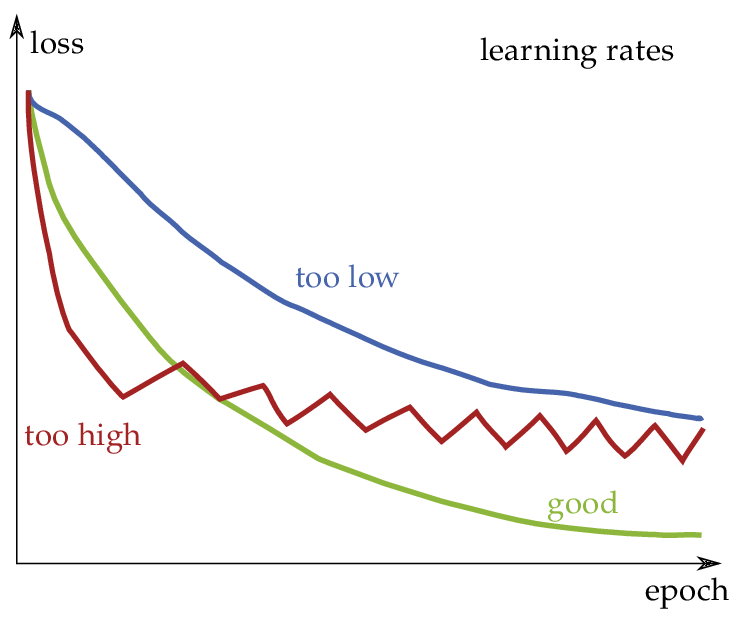 loss
learning rates
too low
too high
good
epoch